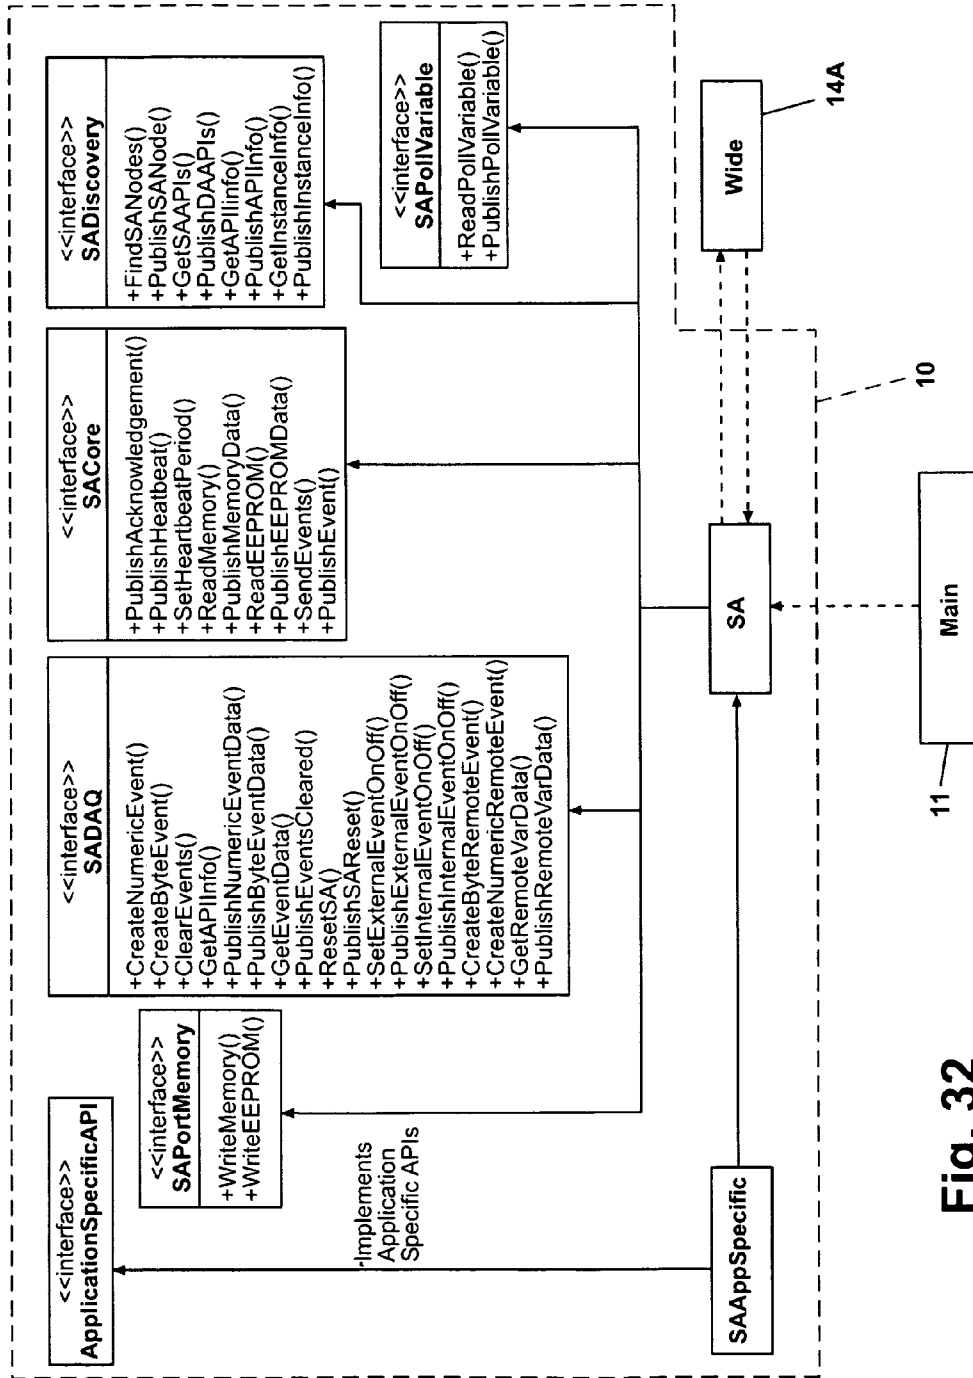 <<interface>>
ApplicationSpecificAPI
<<interface>>
SAPortMemory
+WriteMemory()
+WriteEEPROM()
Implements
Application
Specific APIs
<<interface>>
SADAQ
+CreateNumericEvent()
+CreateByteEvent()
+ClearEvents()
+GetAPIInfo()
+PublishNumericEventData()
+PublishByteEventData()
+GetEventData()
+PublishEventsCleared()
+ResetSA()
+PublishSAReset()
+SetExternalEventOnOff()
+PublishExternalEventOnOff()
+SetInternalEventOnOff()
+PublishInternalEventOnOff()
+CreateByteRemoteEvent()
+CreateNumericRemoteEvent()
+GetRemoteVarData()
+PublishRemoteVarData()
<<interface>>
SACore
+PublishAcknowledgement()
+PublishHeatbeat()
+SetHeartbeatPeriod()
+ReadMemory()
+PublishMemoryData()
+ReadEEPROM()
+PublishEEPROMData()
+SendEvents()
+PublishEvent()
<<interface>>
SADiscovery
+FindSANodes()
+PublishSANode()
+GetSAAPIs()
+PublishDAAPIs()
+GetAPIinfo()
+PublishAPIInfo()
+GetInstanceInfo()
+PublishInstanceInfo()
<<interface>>
SAPollVariable
+ReadPollVariable()
+PublishPollVariable()
SAAppSpecific
SA
Wide
14A
10
Main
11
Fig. 32